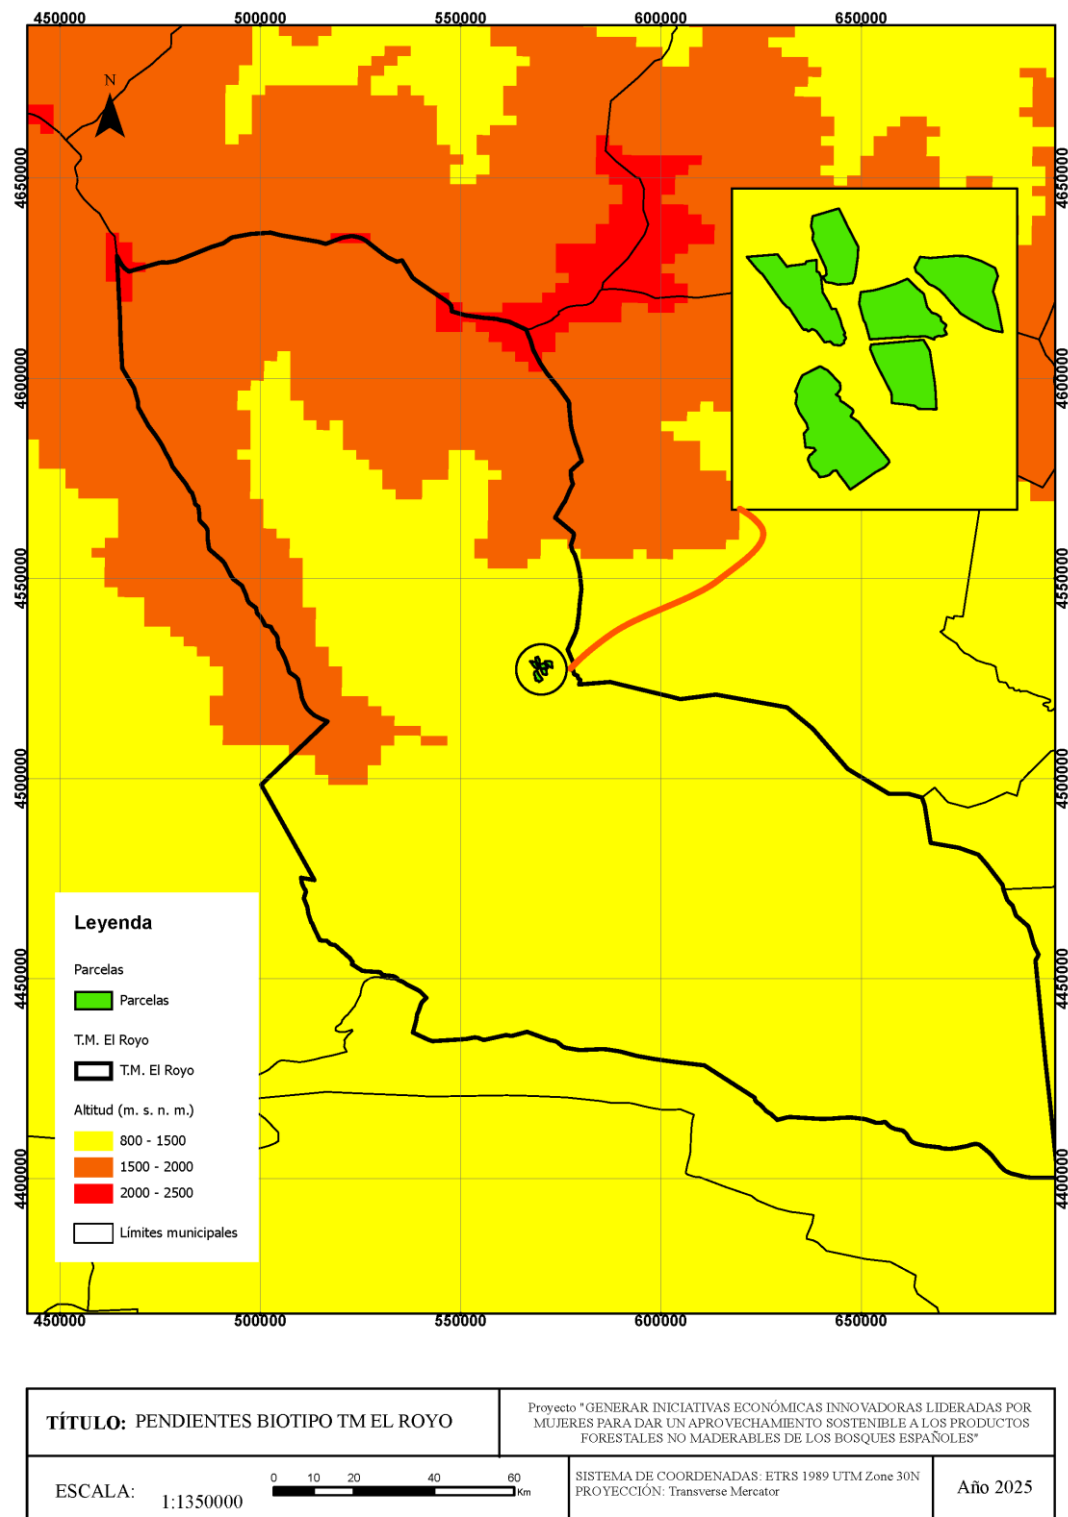 450000 500000 550000 600000 650000
N
4650000 4650000
4600000 4600000
4550000 4550000
4500000 4500000
4450000 4450000
4400000 4400000
Leyenda
Parcelas
Parcelas
T.M. El Royo
T.M. El Royo
Altitud (m. s. n. m.)
800 - 1500
1500 - 2000
2000 - 2500
Límites municipales
450000 500000 550000 600000 650000
TÍTULO: PENDIENTES BIOTIPO TM EL ROYO
Proyecto "GENERAR INICIATIVAS ECONÓMICAS INNOVADORAS LIDERADAS POR
MUJERES PARA DAR UN APROVECHAMIENTO SOSTENIBLE A LOS PRODUCTOS
FORESTALES NO MADERABLES DE LOS BOSQUES ESPAÑOLES"
ESCALA: 1:1350000
0 10 20 40 60
Km
SISTEMA DE COORDENADAS: ETRS 1989 UTM Zone 30N
PROYECCIÓN: Transverse Mercator
Año 2025